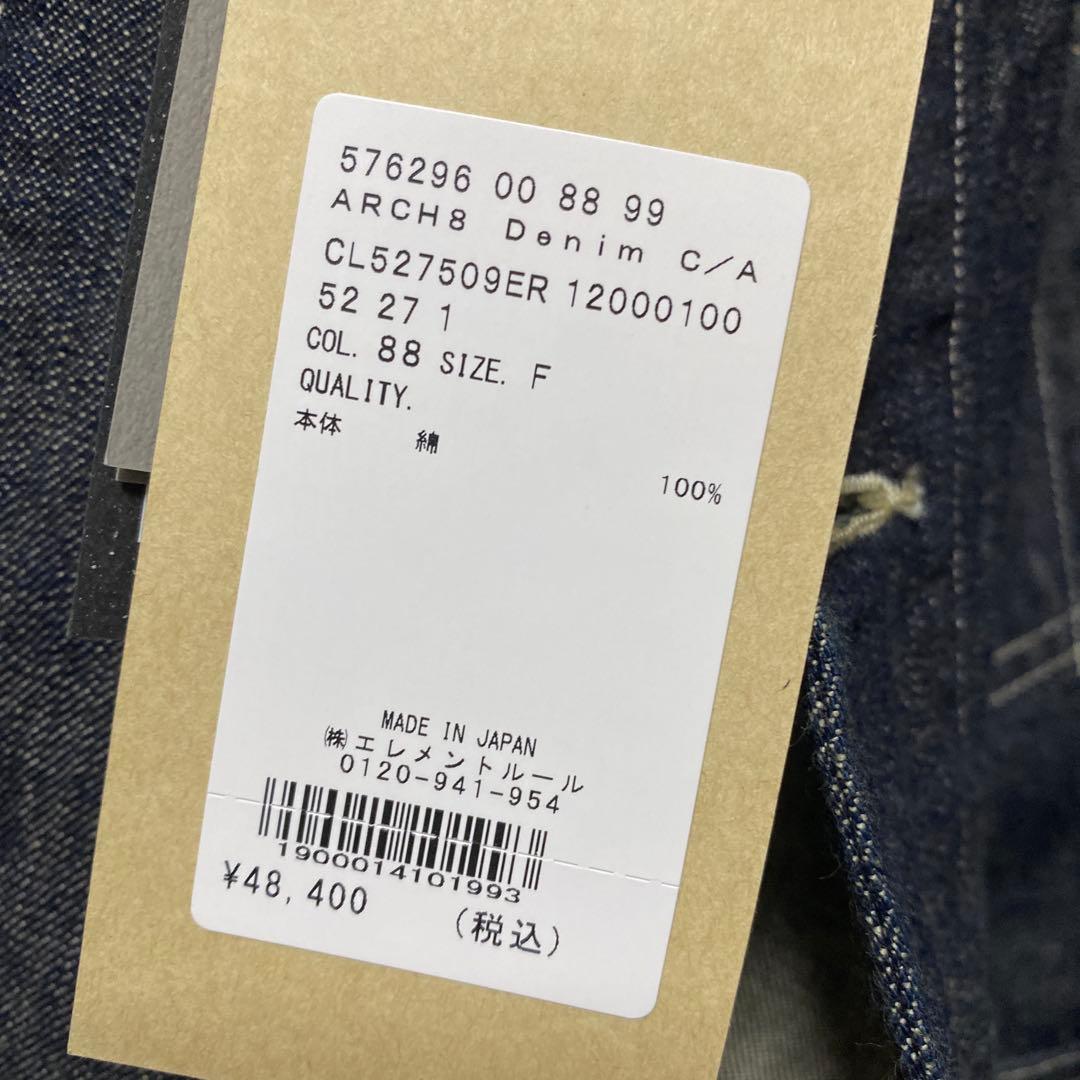 576296 00 88 99
ARCH8 Denim C/A
CL527509ER 12000100
52 27 1
COL. 88 SIZE. F
QUALITY.
本体 綿
100%
MADE IN JAPAN
㈱エレメントルール
0120-941-954
1900014101993
¥48,400 (税込)